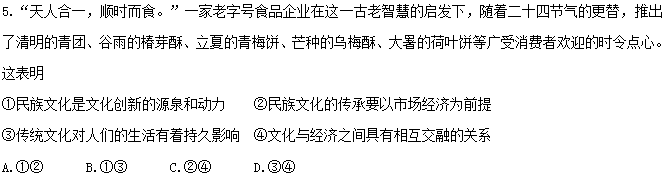 5.“天人合一，顺时而食。”一家老字号食品企业在这一古老智慧的启发下，随着二十四节气的更替，推出
了清明的青团、谷雨的椿芽酥、立夏的青梅饼、芒种的乌梅酥、大暑的荷叶饼等广受消费者欢迎的时令点心。
这表明
①民族文化是文化创新的源泉和动力 ②民族文化的传承要以市场经济为前提
③传统文化对人们的生活有着持久影响 ④文化与经济之间具有相互交融的关系
A.①② B.①③ C.②④ D.③④